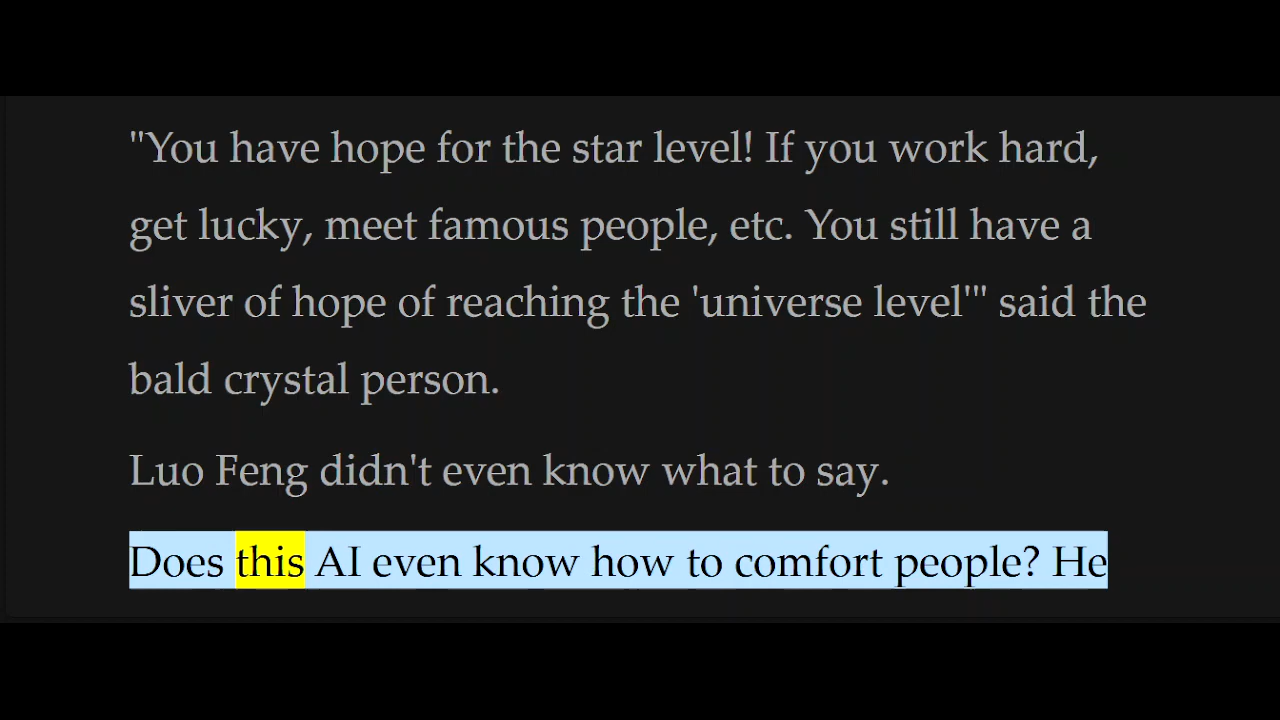 "You have hope for the star level! If you work hard,
get lucky, meet famous people, etc. You still have a
sliver of hope of reaching the 'universe level'" said the
bald crystal person.
Luo Feng didn't even know what to say.
Does this AI even know how to comfort people? He